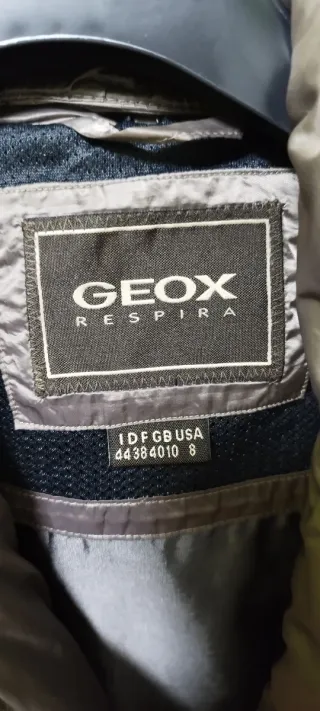 GEOX
RESPIRA
I D F GB USA
44 38 40 10 8